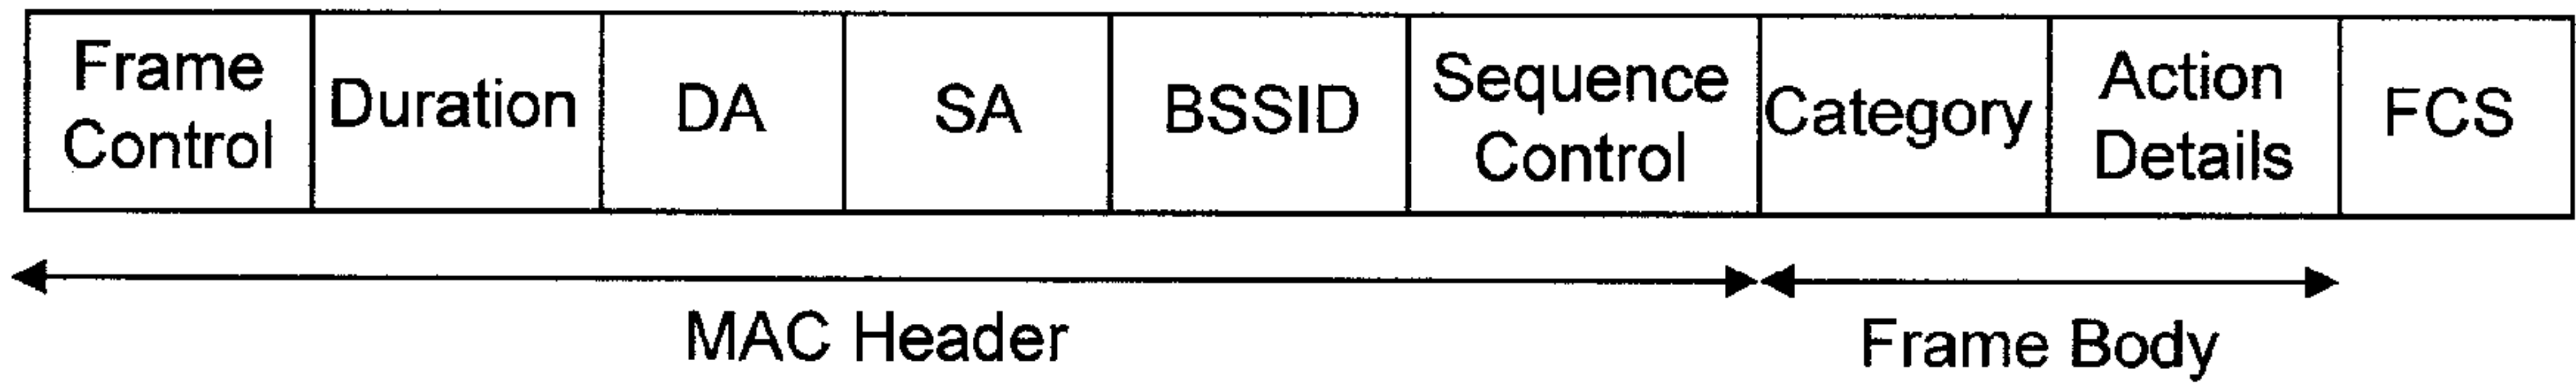 Frame
Control
Duration
DA
SA
BSSID
Sequence
Control
Category
Action
Details
FCS
MAC Header
Frame Body